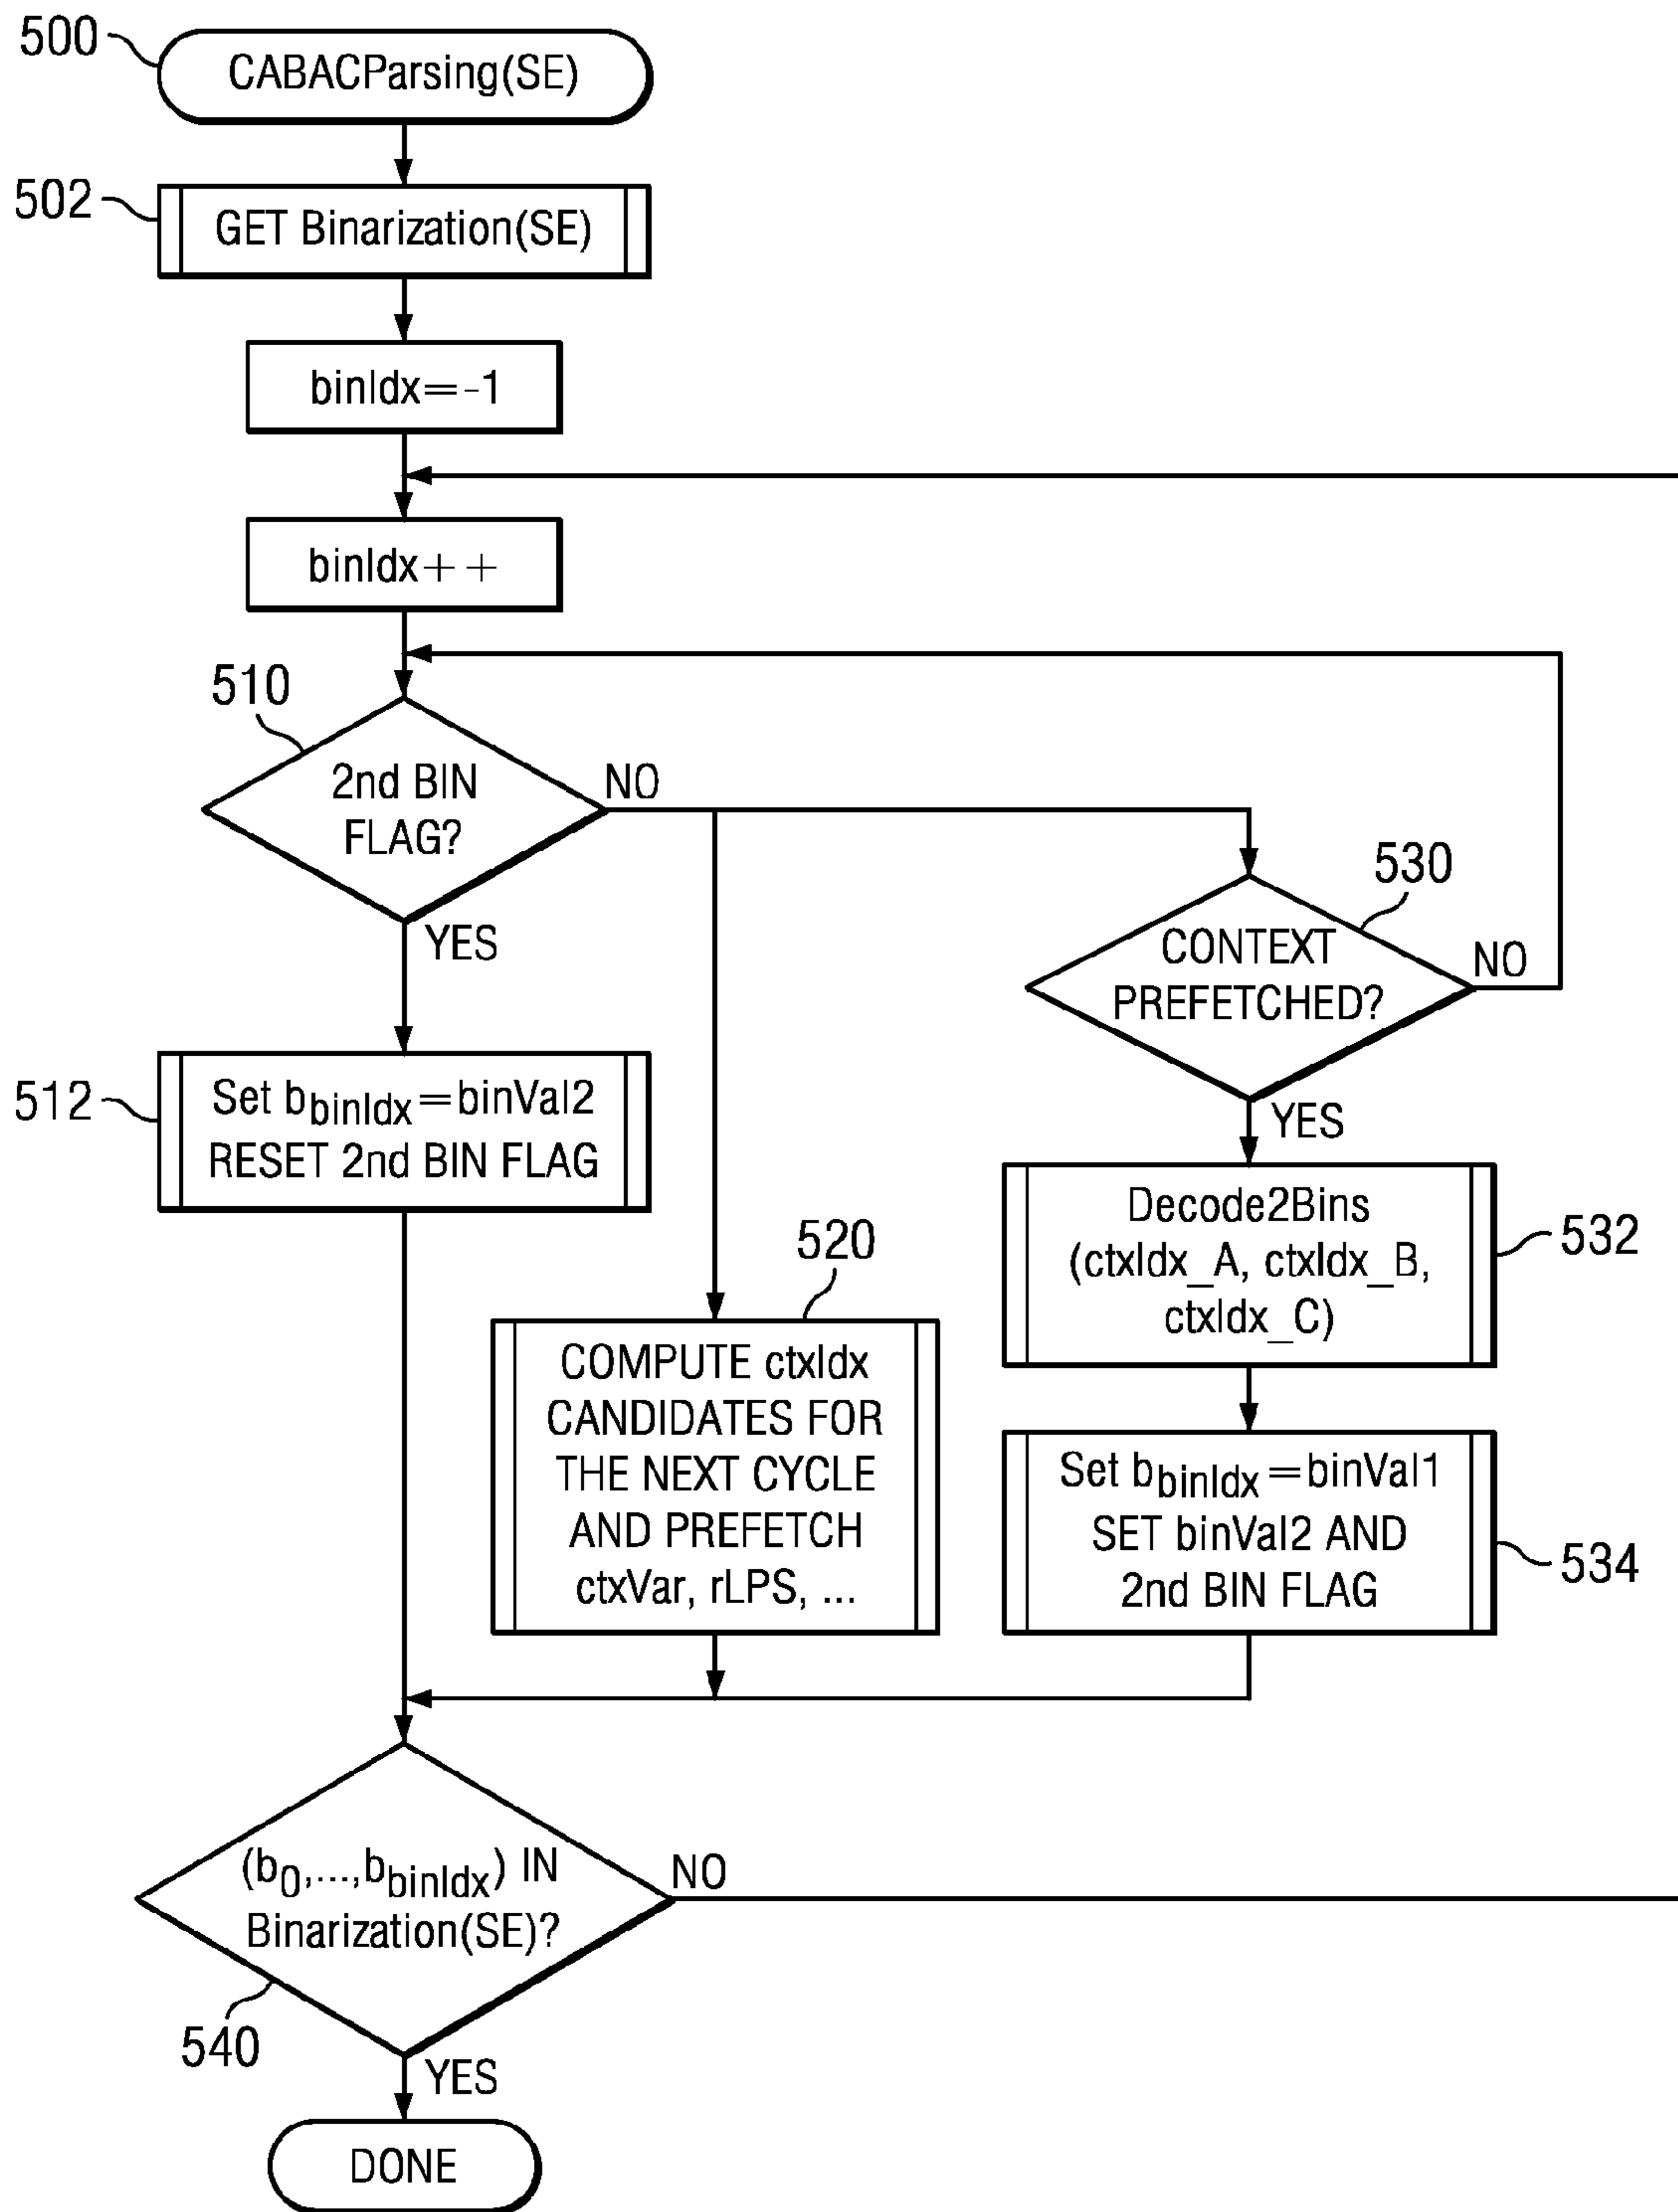 500
CABACParsing(SE)
502
GET Binarization(SE)
binIdx=-1
binIdx++
510
2nd BIN
FLAG?
NO
YES
530
CONTEXT
PREFETCHED?
NO
YES
512
Set b_binIdx=binVal2
RESET 2nd BIN FLAG
520
COMPUTE ctxIdx
CANDIDATES FOR
THE NEXT CYCLE
AND PREFETCH
ctxVar, rLPS, ...
532
Decode2Bins
(ctxIdx_A, ctxIdx_B,
ctxIdx_C)
534
Set b_binIdx=binVal1
SET binVal2 AND
2nd BIN FLAG
540
(b0,...,b_binIdx) IN
Binarization(SE)?
NO
YES
DONE